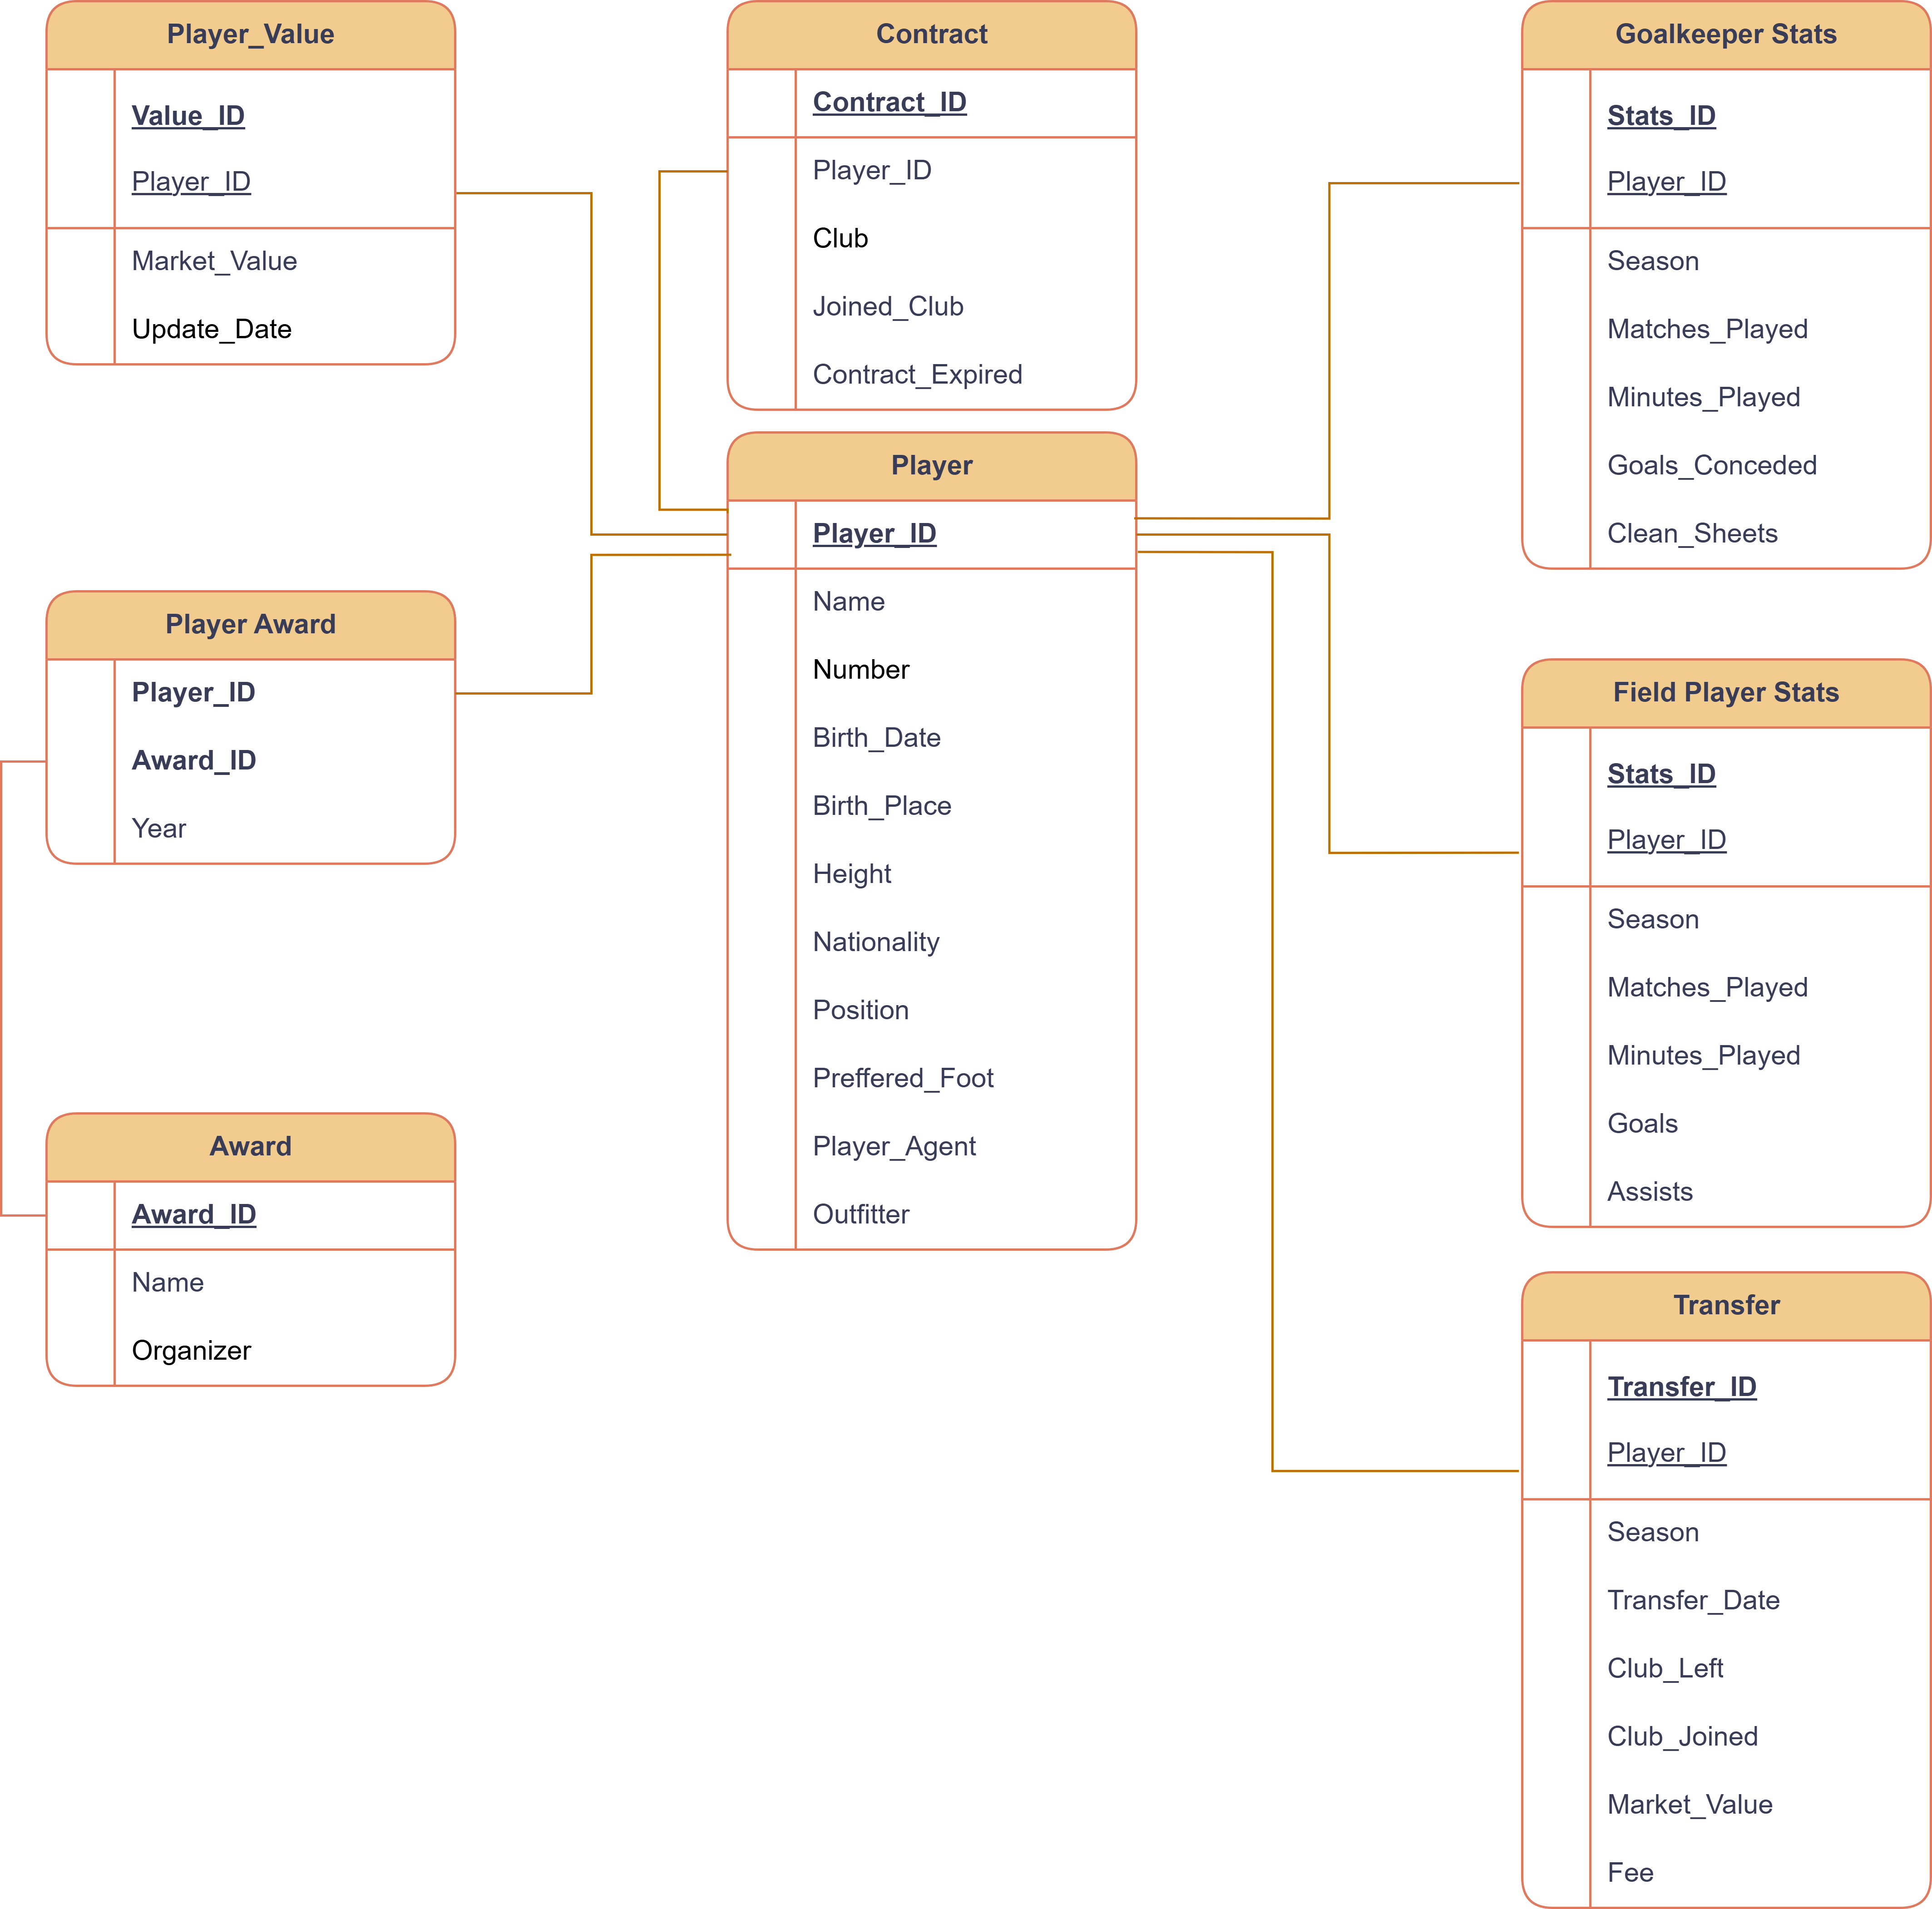 Player_Value
Value_ID
Player_ID
Market_Value
Update_Date
Contract
Contract_ID
Player_ID
Club
Joined_Club
Contract_Expired
Goalkeeper Stats
Stats_ID
Player_ID
Season
Matches_Played
Minutes_Played
Goals_Conceded
Clean_Sheets
Player
Player_ID
Name
Number
Birth_Date
Birth_Place
Height
Nationality
Position
Preffered_Foot
Player_Agent
Outfitter
Player Award
Player_ID
Award_ID
Year
Field Player Stats
Stats_ID
Player_ID
Season
Matches_Played
Minutes_Played
Goals
Assists
Award
Award_ID
Name
Organizer
Transfer
Transfer_ID
Player_ID
Season
Transfer_Date
Club_Left
Club_Joined
Market_Value
Fee